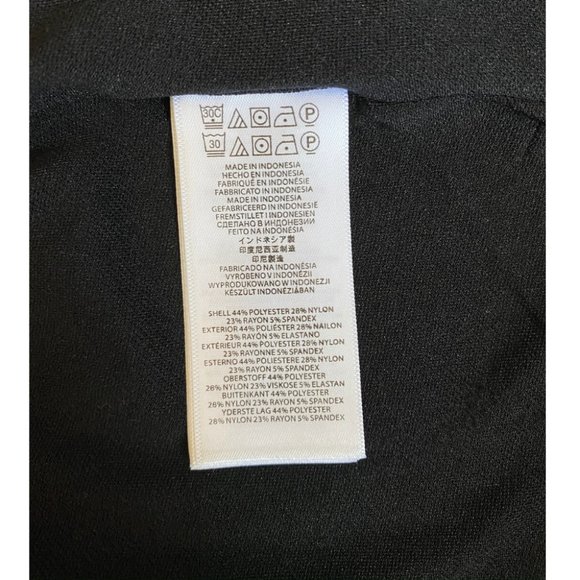 30C P
30 P
MADE IN INDONESIA
HECHO EN INDONESIA
FABRIQUÉ EN INDONÉSIE
FABBRICATO IN INDONESIA
MADE IN INDONESIA
GEFABRICEERD IN INDONESIË
FREMSTILLET I INDONESIEN
СДЕЛАНО В ИНДОНЕЗИИ
FEITO NA INDONÉSIA
インドネシア製
印度尼西亚制造
印尼製造
FABRICADO NA INDONÉSIA
VYROBENO V INDONÉSII
WYPRODUKOWANO W INDONEZJI
KÉSZÜLT INDONÉZIÁBAN
SHELL 44% POLYESTER 28% NYLON
23% RAYON 5% SPANDEX
EXTERIOR 44% POLIÉSTER 28% NAILON
23% RAYÓN 5% ELASTANO
EXTÉRIEUR 44% POLYESTER 28% NYLON
23% RAYONNE 5% SPANDEX
ESTERNO 44% POLIESTERE 28% NYLON
23% RAYON 5% SPANDEX
OBERSTOFF 44% POLYESTER
28% NYLON 23% VISKOSE 5% ELASTAN
BUITENKANT 44% POLYESTER
28% NYLON 23% RAYON 5% SPANDEX
YDERSTE LAG 44% POLYESTER
28% NYLON 23% RAYON 5% SPANDEX